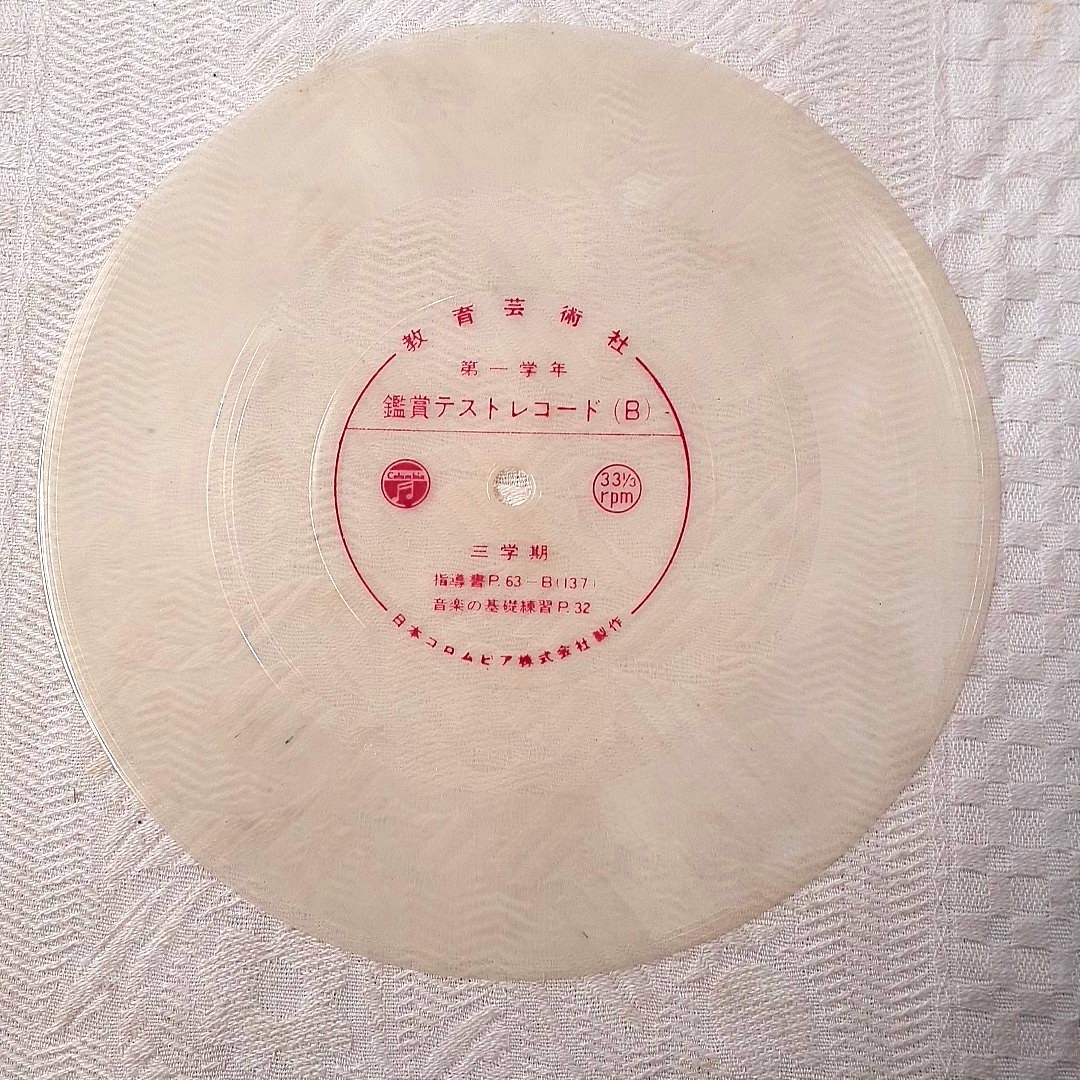 教育芸術社
第一学年
鑑賞テストレコード(B)
Columbia
33⅓
rpm
三学期
指導書P.63-B(137)
音楽の基礎練習P.32
日本コロムビア株式会社製作